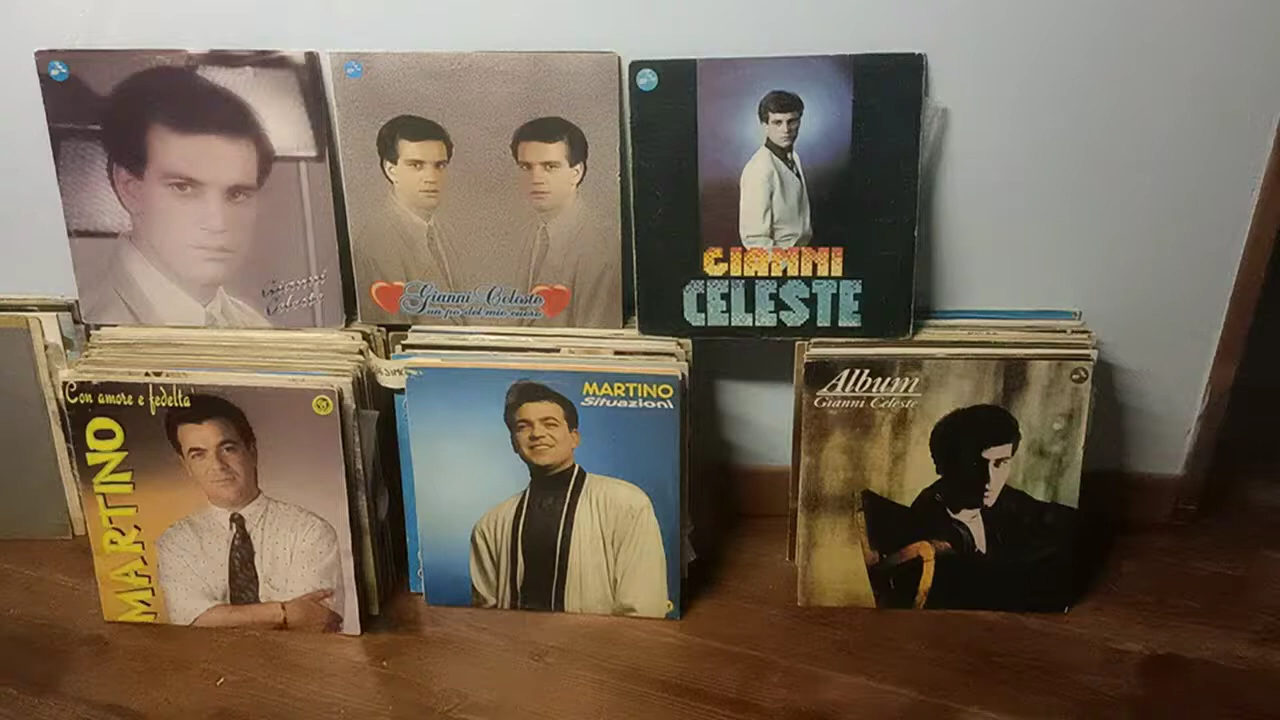 Gianni
Celeste
Gianni Celeste
un po' del mio cuore
GIANNI
CELESTE
Con amore e fedeltà
MARTINO
MARTINO
Situazioni
Album
Gianni Celeste